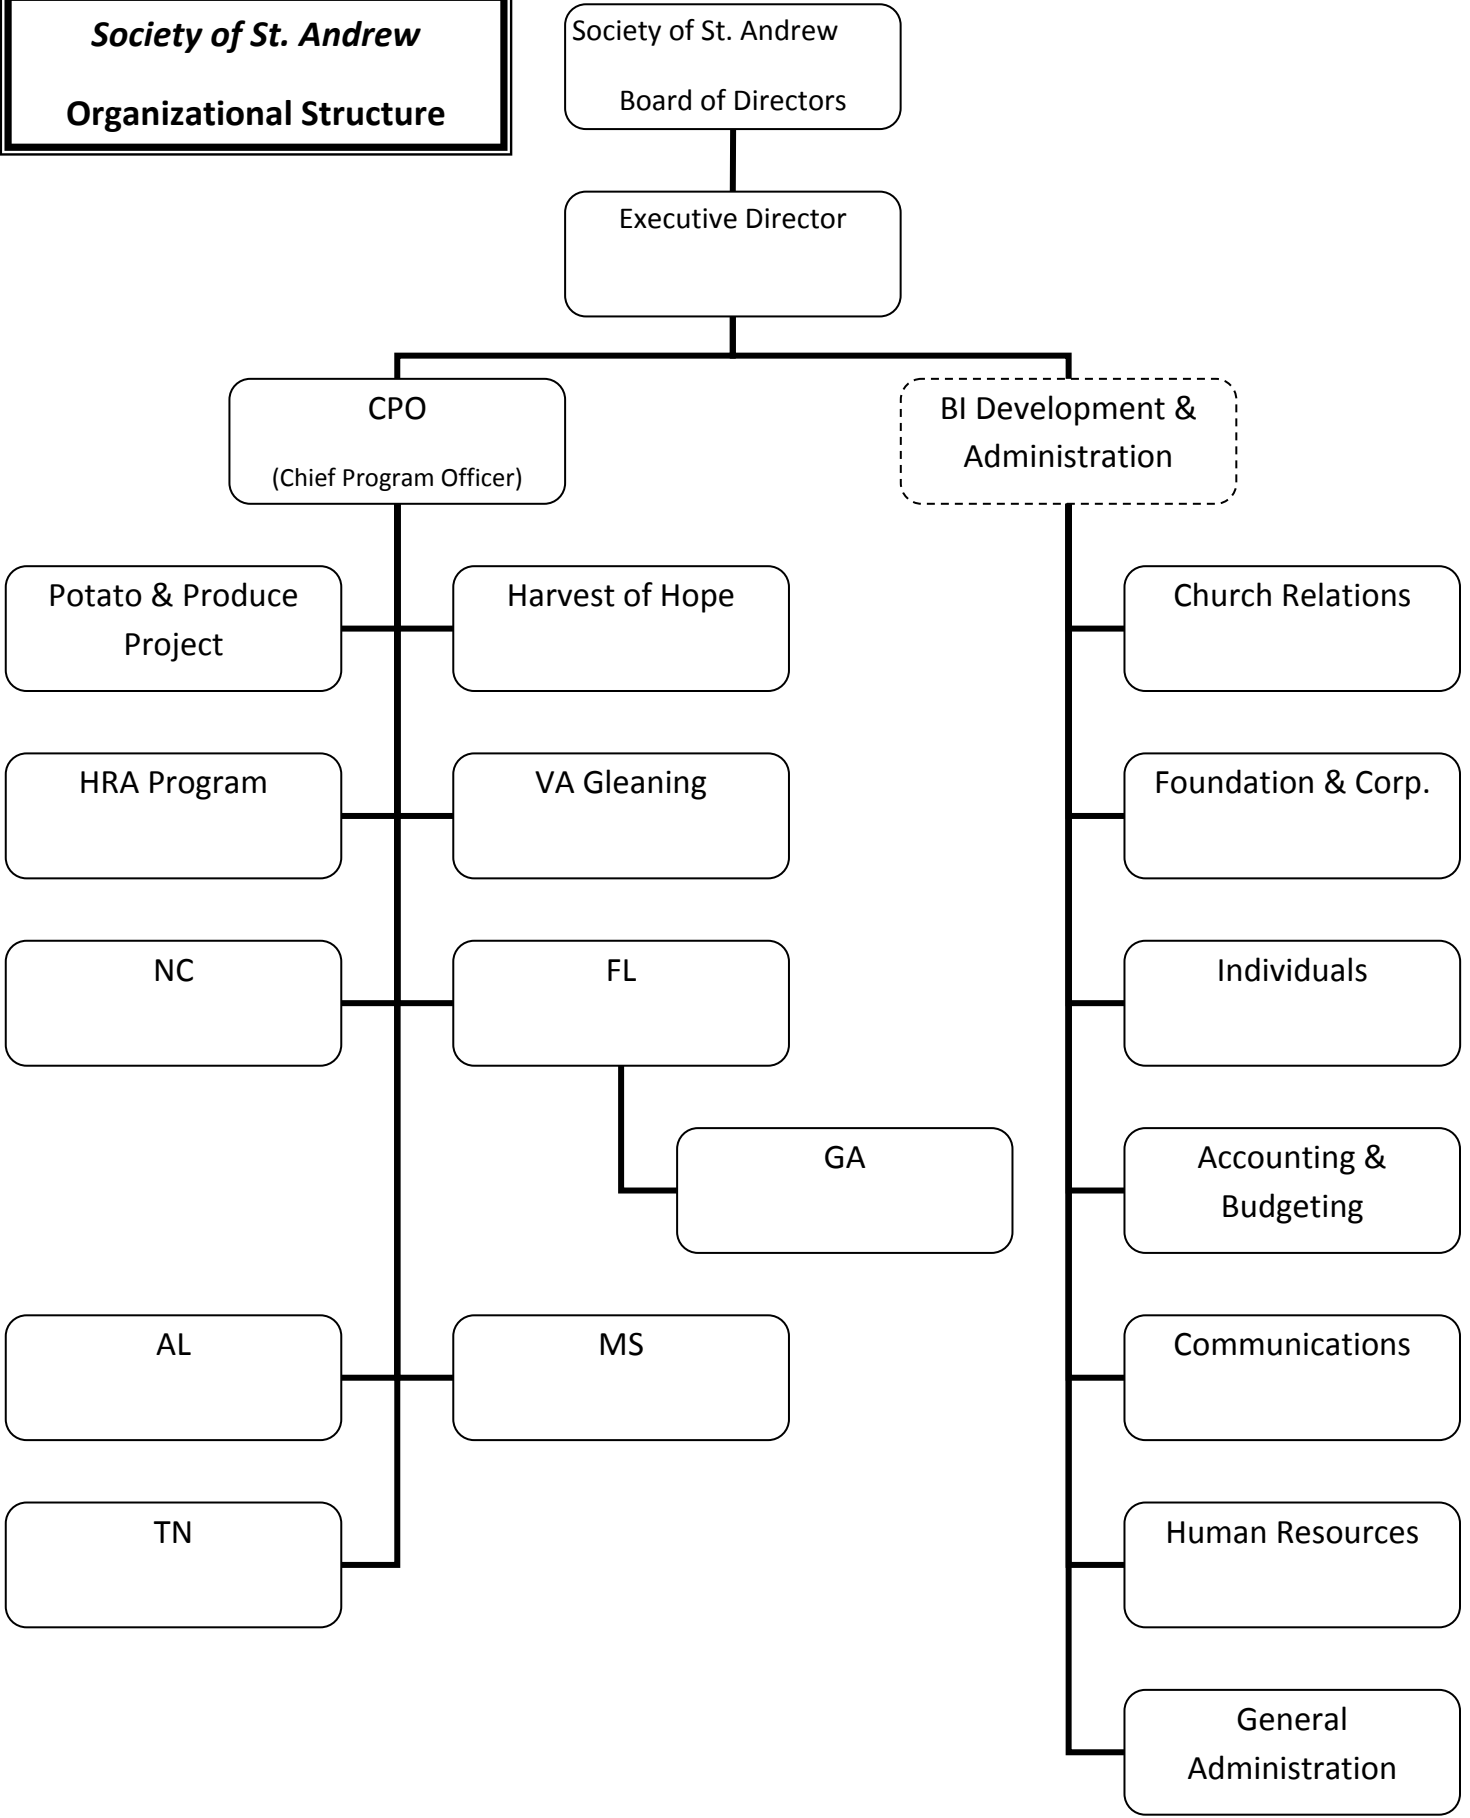 Society of St. Andrew
Organizational Structure
Society of St. Andrew
Board of Directors
Executive Director
CPO
(Chief Program Officer)
BI Development &
Administration
Potato & Produce
Project
Harvest of Hope
Church Relations
HRA Program
VA Gleaning
Foundation & Corp.
NC
FL
Individuals
GA
Accounting &
Budgeting
AL
MS
Communications
TN
Human Resources
General
Administration